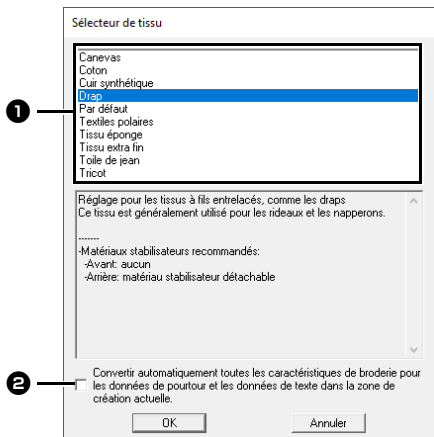 Sélecteur de tissu
Canevas
Coton
Cuir synthétique
Drap
Par défaut
Textiles polaires
Tissu éponge
Tissu extra fin
Toile de jean
Tricot
1
Réglage pour les tissus à fils entrelacés, comme les draps
Ce tissu est généralement utilisé pour les rideaux et les napperons.
-------
-Matériaux stabilisateurs recommandés:
-Avant: aucun
-Arrière: matériau stabilisateur détachable
2
Convertir automatiquement toutes les caractéristiques de broderie pour
les données de pourtour et les données de texte dans la zone de
création actuelle.
OK
Annuler